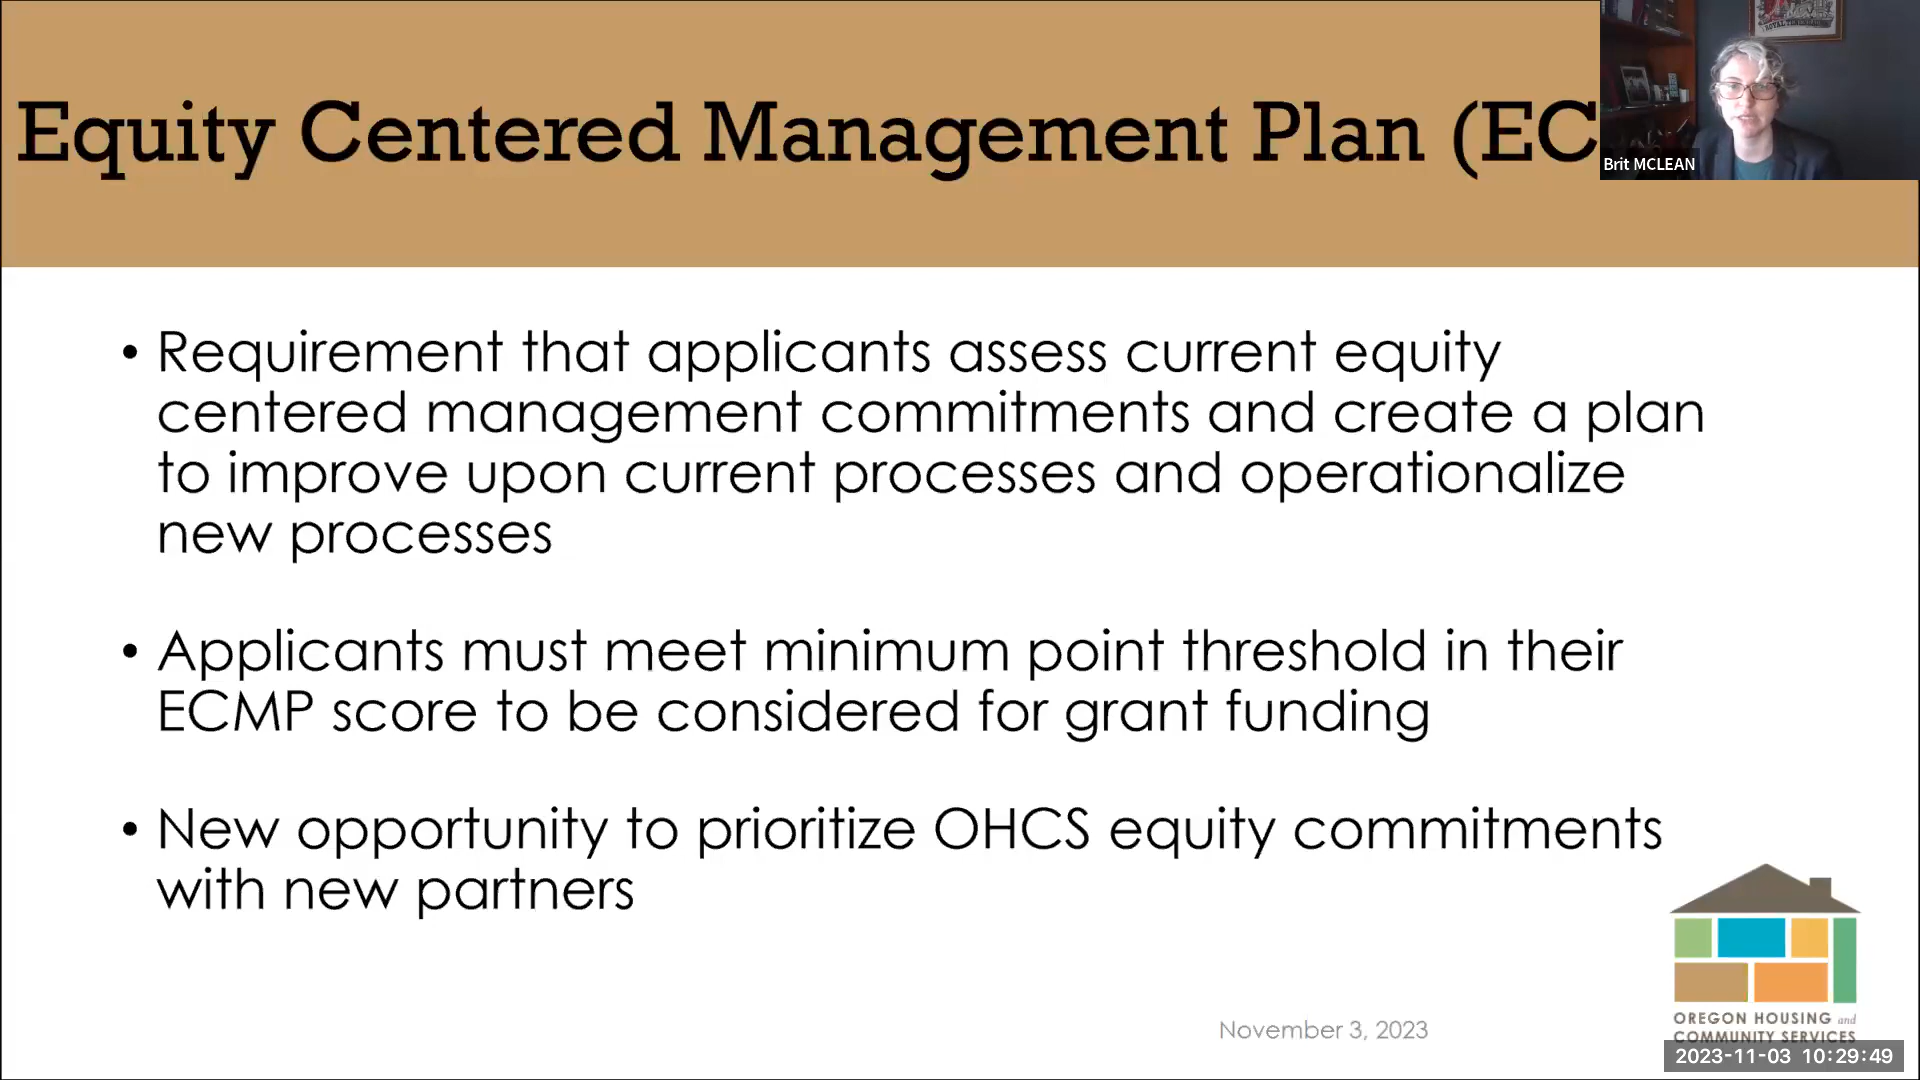 Equity Centered Management Plan (EC
Brit MCLEAN
• Requirement that applicants assess current equity
centered management commitments and create a plan
to improve upon current processes and operationalize
new processes
• Applicants must meet minimum point threshold in their
ECMP score to be considered for grant funding
• New opportunity to prioritize OHCS equity commitments
with new partners
OREGON HOUSING and
COMMUNITY SERVICES
November 3, 2023
2023-11-03 10:29:49